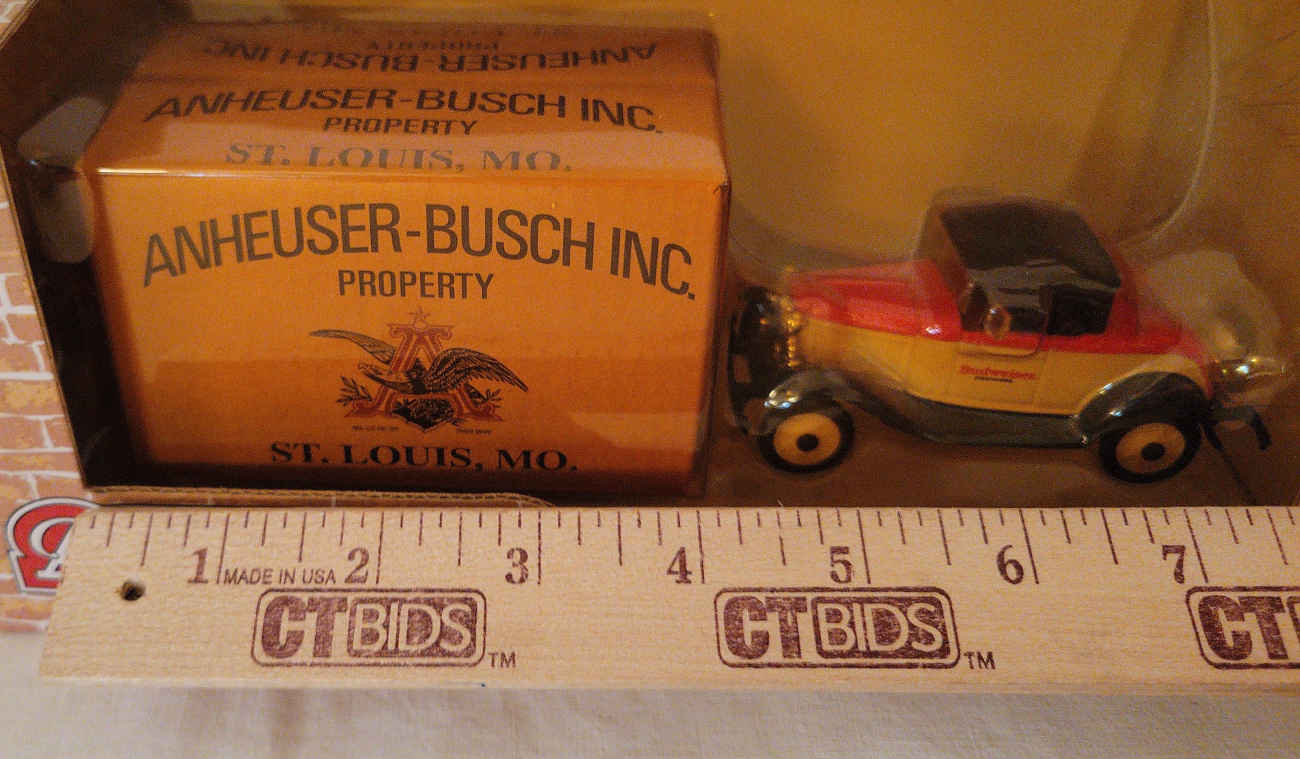 ANHEUSER-BUSCH INC.
ANHEUSER-BUSCH INC.
PROPERTY
ST. LOUIS, MO.
ANHEUSER-BUSCH INC.
PROPERTY
A
ST. LOUIS, MO.
Budweiser
1 MADE IN USA 2 3 4 5 6 7
CTBIDS TM CTBIDS TM CT